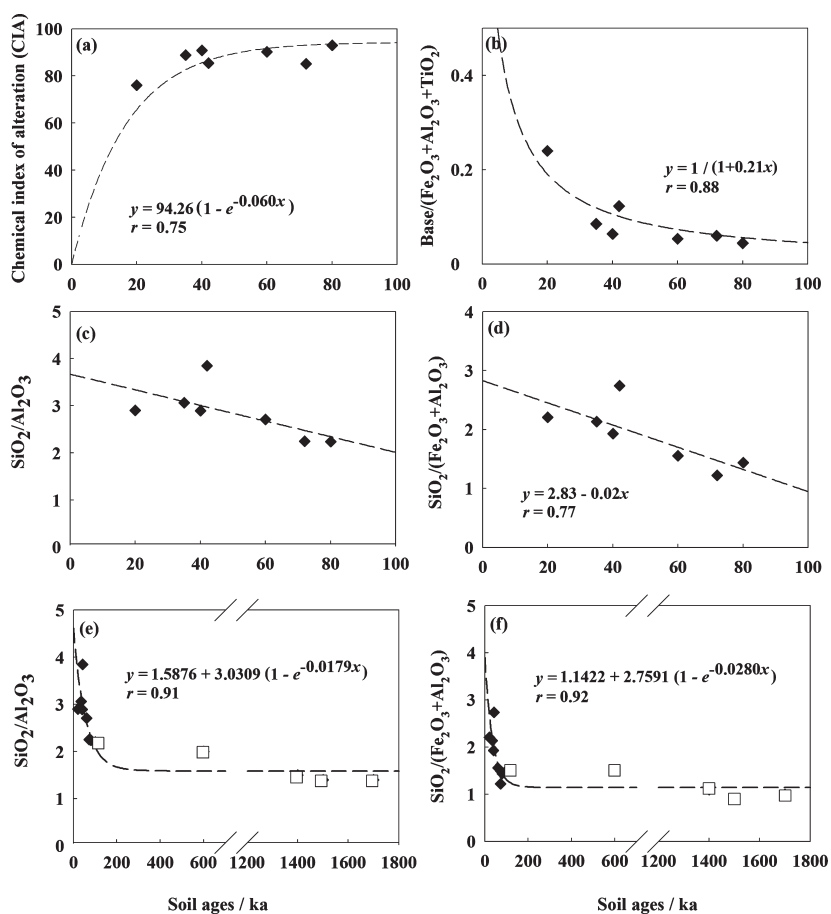 Chemical index of alteration (CIA)
100
80
60
40
20
0
(a)
y = 94.26 (1 - e^-0.060x)
r = 0.75
0 20 40 60 80 100
Base/(Fe2O3+Al2O3+TiO2)
0.4
0.2
0
(b)
y = 1 / (1+0.21x)
r = 0.88
0 20 40 60 80 100
SiO2/Al2O3
5
4
3
2
1
0
(c)
0 20 40 60 80 100
SiO2/(Fe2O3+Al2O3)
4
3
2
1
0
(d)
y = 2.83 - 0.02x
r = 0.77
0 20 40 60 80 100
SiO2/Al2O3
5
4
3
2
1
0
(e)
y = 1.5876 + 3.0309 (1 - e^-0.0179x)
r = 0.91
0 200 400 600 1200 1400 1600 1800
Soil ages / ka
SiO2/(Fe2O3+Al2O3)
5
4
3
2
1
0
(f)
y = 1.1422 + 2.7591 (1 - e^-0.0280x)
r = 0.92
0 200 400 600 1200 1400 1600 1800
Soil ages / ka